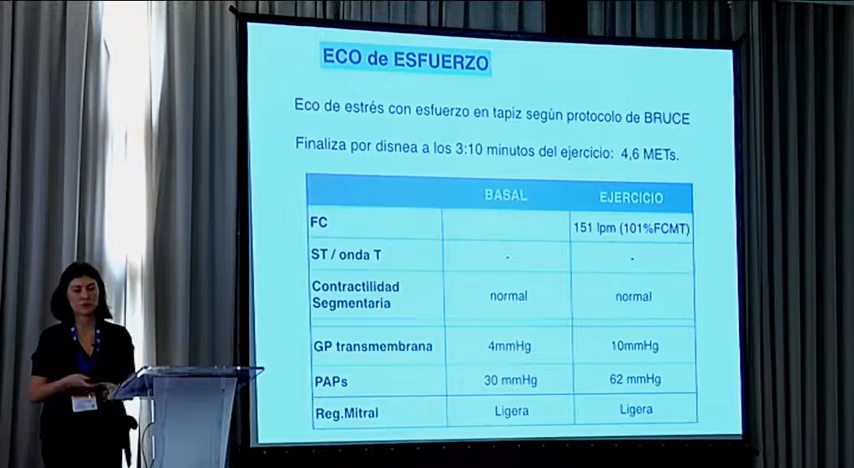 ECO de ESFUERZO
Eco de estrés con esfuerzo en tapiz según protocolo de BRUCE
Finaliza por disnea a los 3:10 minutos del ejercicio: 4,6 METs.
BASAL EJERCICIO
FC 151 lpm (101%FCMT)
ST / onda T - -
Contractilidad
Segmentaria normal normal
GP transmembrana 4mmHg 10mmHg
PAPs 30 mmHg 62 mmHg
Reg.Mitral Ligera Ligera